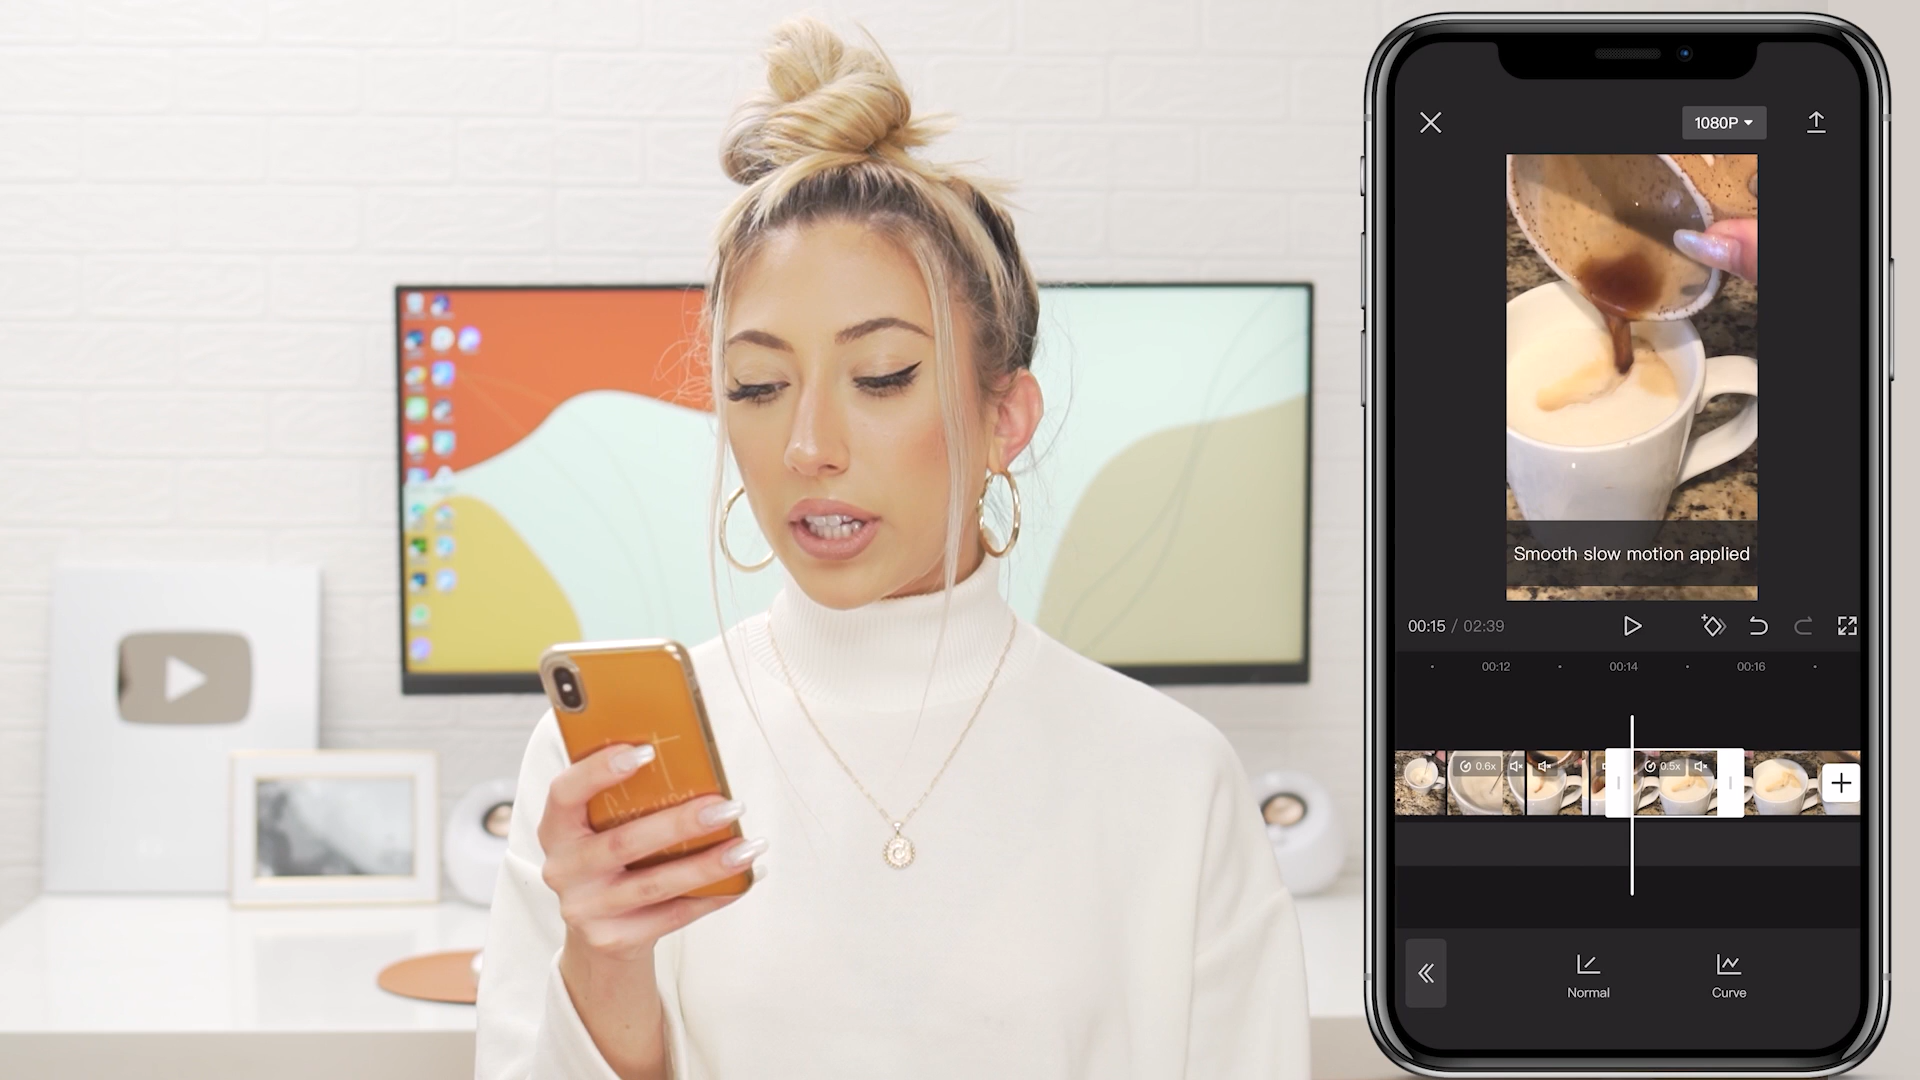 1080P
Smooth slow motion applied
00:15 / 02:39
00:12
00:14
00:16
0.6x
0.5x
Normal
Curve